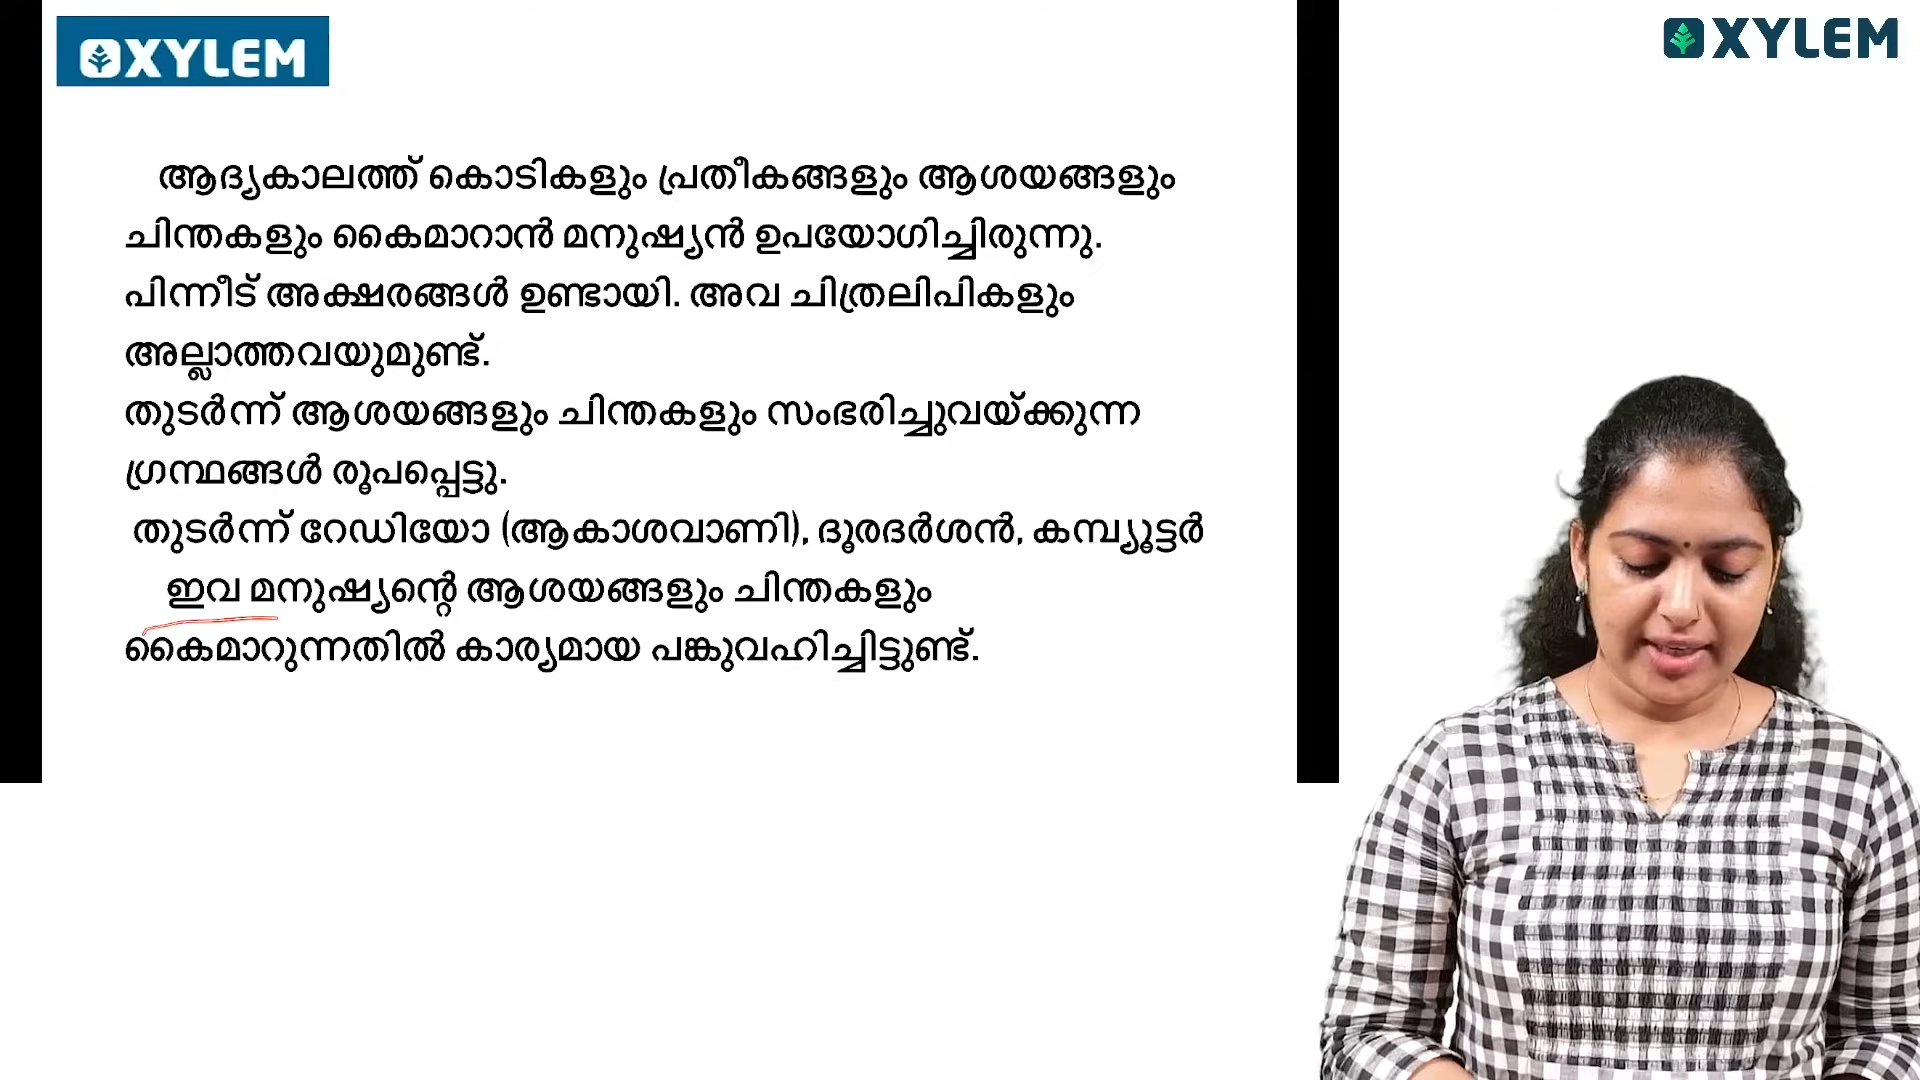 XYLEM
XYLEM
ആദ്യകാലത്ത് കൊടികളും പ്രതീകങ്ങളും ആശയങ്ങളും
ചിന്തകളും കൈമാറാൻ മനുഷ്യൻ ഉപയോഗിച്ചിരുന്നു.
പിന്നീട് അക്ഷരങ്ങൾ ഉണ്ടായി. അവ ചിത്രലിപികളും
അല്ലാത്തവയുമുണ്ട്.
തുടർന്ന് ആശയങ്ങളും ചിന്തകളും സംഭരിച്ചുവയ്ക്കുന്ന
ഗ്രന്ഥങ്ങൾ രൂപപ്പെട്ടു.
തുടർന്ന് റേഡിയോ (ആകാശവാണി), ദൂരദർശൻ, കമ്പ്യൂട്ടർ
ഇവ മനുഷ്യന്റെ ആശയങ്ങളും ചിന്തകളും
കൈമാറുന്നതിൽ കാര്യമായ പങ്കുവഹിച്ചിട്ടുണ്ട്.